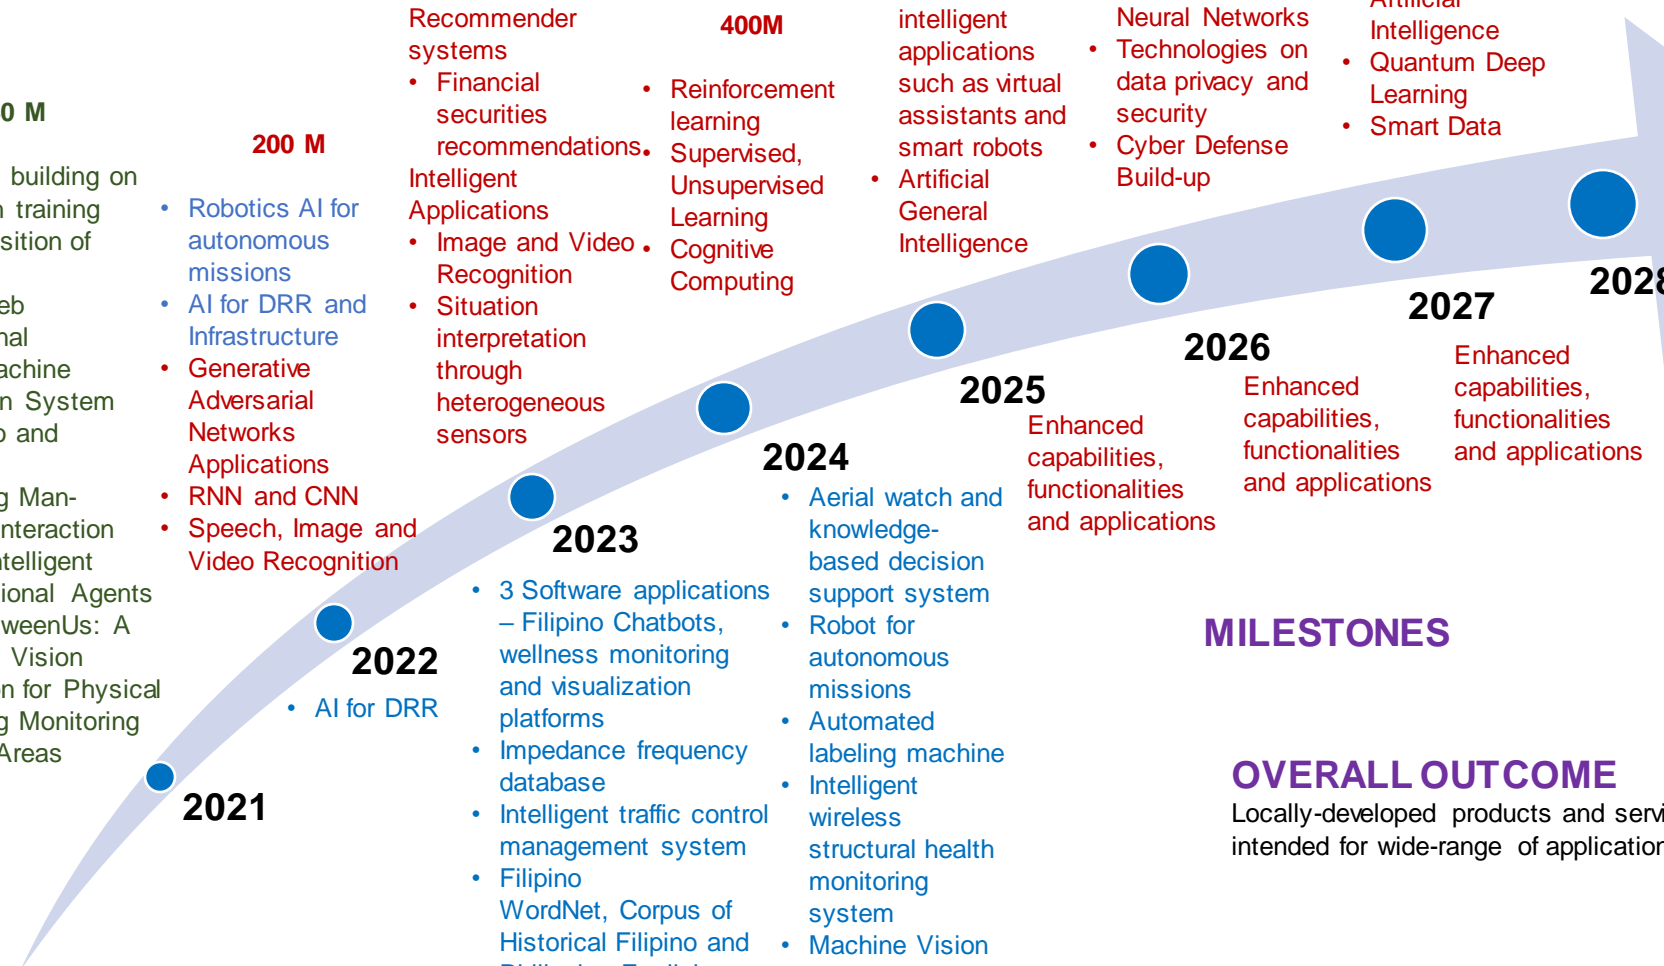 0 M
building on
training
sition of
eb
nal
achine
n System
o and
g Man-
nteraction
ntelligent
ional Agents
weenUs: A
Vision
on for Physical
g Monitoring
Areas
200 M
• Robotics AI for
autonomous
missions
• AI for DRR and
Infrastructure
• Generative
Adversarial
Networks
Applications
• RNN and CNN
• Speech, Image and
Video Recognition
Recommender
systems
• Financial
securities
recommendations
Intelligent
Applications
• Image and Video
Recognition
• Situation
interpretation
through
heterogeneous
sensors
400M
• Reinforcement
learning
• Supervised,
Unsupervised
Learning
• Cognitive
Computing
intelligent
applications
such as virtual
assistants and
smart robots
• Artificial
General
Intelligence
Neural Networks
• Technologies on
data privacy and
security
• Cyber Defense
Build-up
Artificial
Intelligence
• Quantum Deep
Learning
• Smart Data
2021
2022
• AI for DRR
2023
• 3 Software applications
– Filipino Chatbots,
wellness monitoring
and visualization
platforms
• Impedance frequency
database
• Intelligent traffic control
management system
• Filipino
WordNet, Corpus of
Historical Filipino and
2024
• Aerial watch and
knowledge-
based decision
support system
• Robot for
autonomous
missions
• Automated
labeling machine
• Intelligent
wireless
structural health
monitoring
system
• Machine Vision
2025
Enhanced
capabilities,
functionalities
and applications
2026
Enhanced
capabilities,
functionalities
and applications
2027
Enhanced
capabilities,
functionalities
and applications
2028
MILESTONES
OVERALL OUTCOME
Locally-developed products and servi
intended for wide-range of application